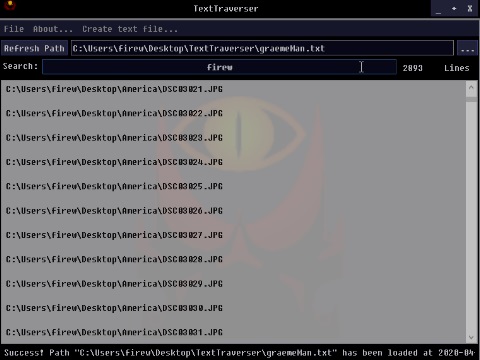 TextTraverser
File About... Create text file...
Refresh Path C:\Users\firew\Desktop\TextTraverser\graemeMan.txt ...
Search: firew 2893 Lines
C:\Users\firew\Desktop\America\DSC03021.JPG
C:\Users\firew\Desktop\America\DSC03022.JPG
C:\Users\firew\Desktop\America\DSC03023.JPG
C:\Users\firew\Desktop\America\DSC03024.JPG
C:\Users\firew\Desktop\America\DSC03025.JPG
C:\Users\firew\Desktop\America\DSC03026.JPG
C:\Users\firew\Desktop\America\DSC03027.JPG
C:\Users\firew\Desktop\America\DSC03028.JPG
C:\Users\firew\Desktop\America\DSC03029.JPG
C:\Users\firew\Desktop\America\DSC03030.JPG
C:\Users\firew\Desktop\America\DSC03031.JPG
Success! Path "C:\Users\firew\Desktop\TextTraverser\graemeMan.txt" has been loaded at 2020-04